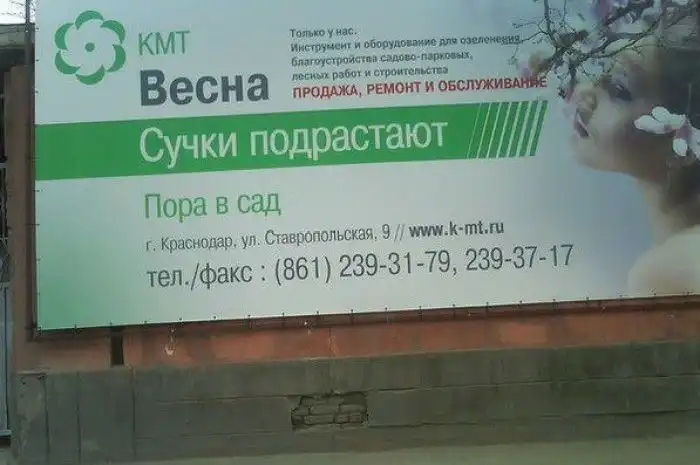 КМТ
Весна
Только у нас.
Инструмент и оборудование для озеленения,
благоустройства садово-парковых,
лесных работ и строительства
ПРОДАЖА, РЕМОНТ И ОБСЛУЖИВАНИЕ
Сучки подрастают
Пора в сад
г. Краснодар, ул. Ставропольская, 9 // www.k-mt.ru
тел./факс : (861) 239-31-79, 239-37-17